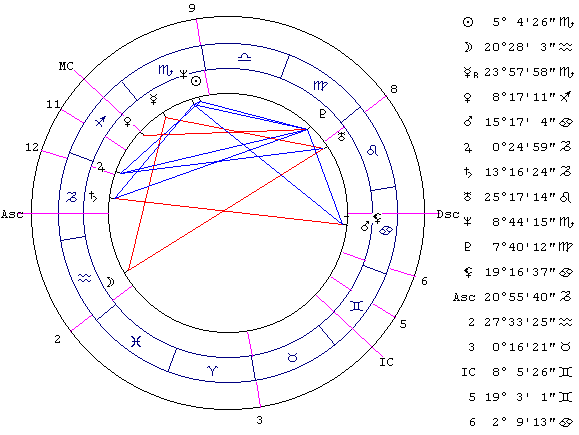 9
MC
8
11
12
Asc
Dsc
6
5
2
IC
3
☉ 5° 4'26" ♏
☽ 20°28' 3" ♒
☿R 23°57'58" ♏
♀ 8°17'11" ♐
♂ 15°17' 4" ♋
♃ 0°24'59" ♑
♄ 13°16'24" ♑
♅ 25°17'14" ♌
♆ 8°44'15" ♏
♇ 7°40'12" ♍
⚸ 19°16'37" ♋
Asc 20°55'40" ♑
2 27°33'25" ♒
3 0°16'21" ♉
IC 8° 5'26" ♊
5 19° 3' 1" ♊
6 2° 9'13" ♋